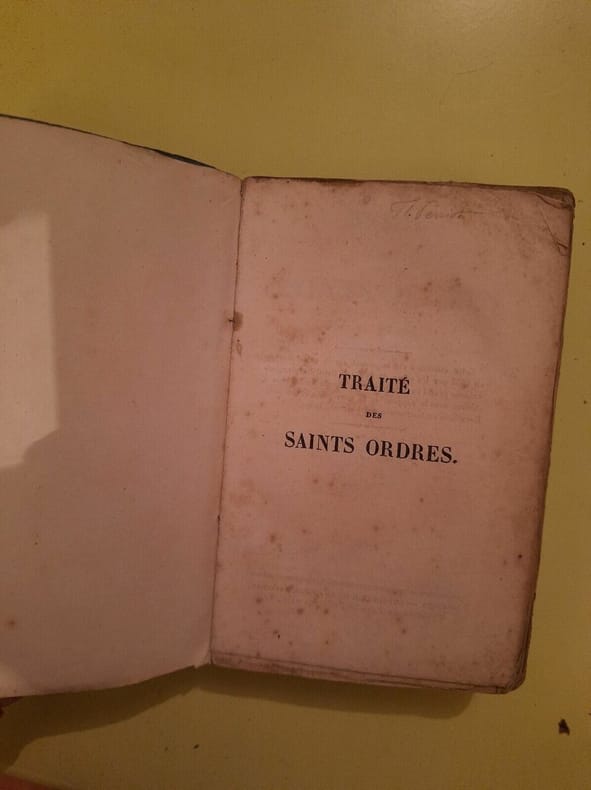 TRAITÉ
DES
SAINTS ORDRES.